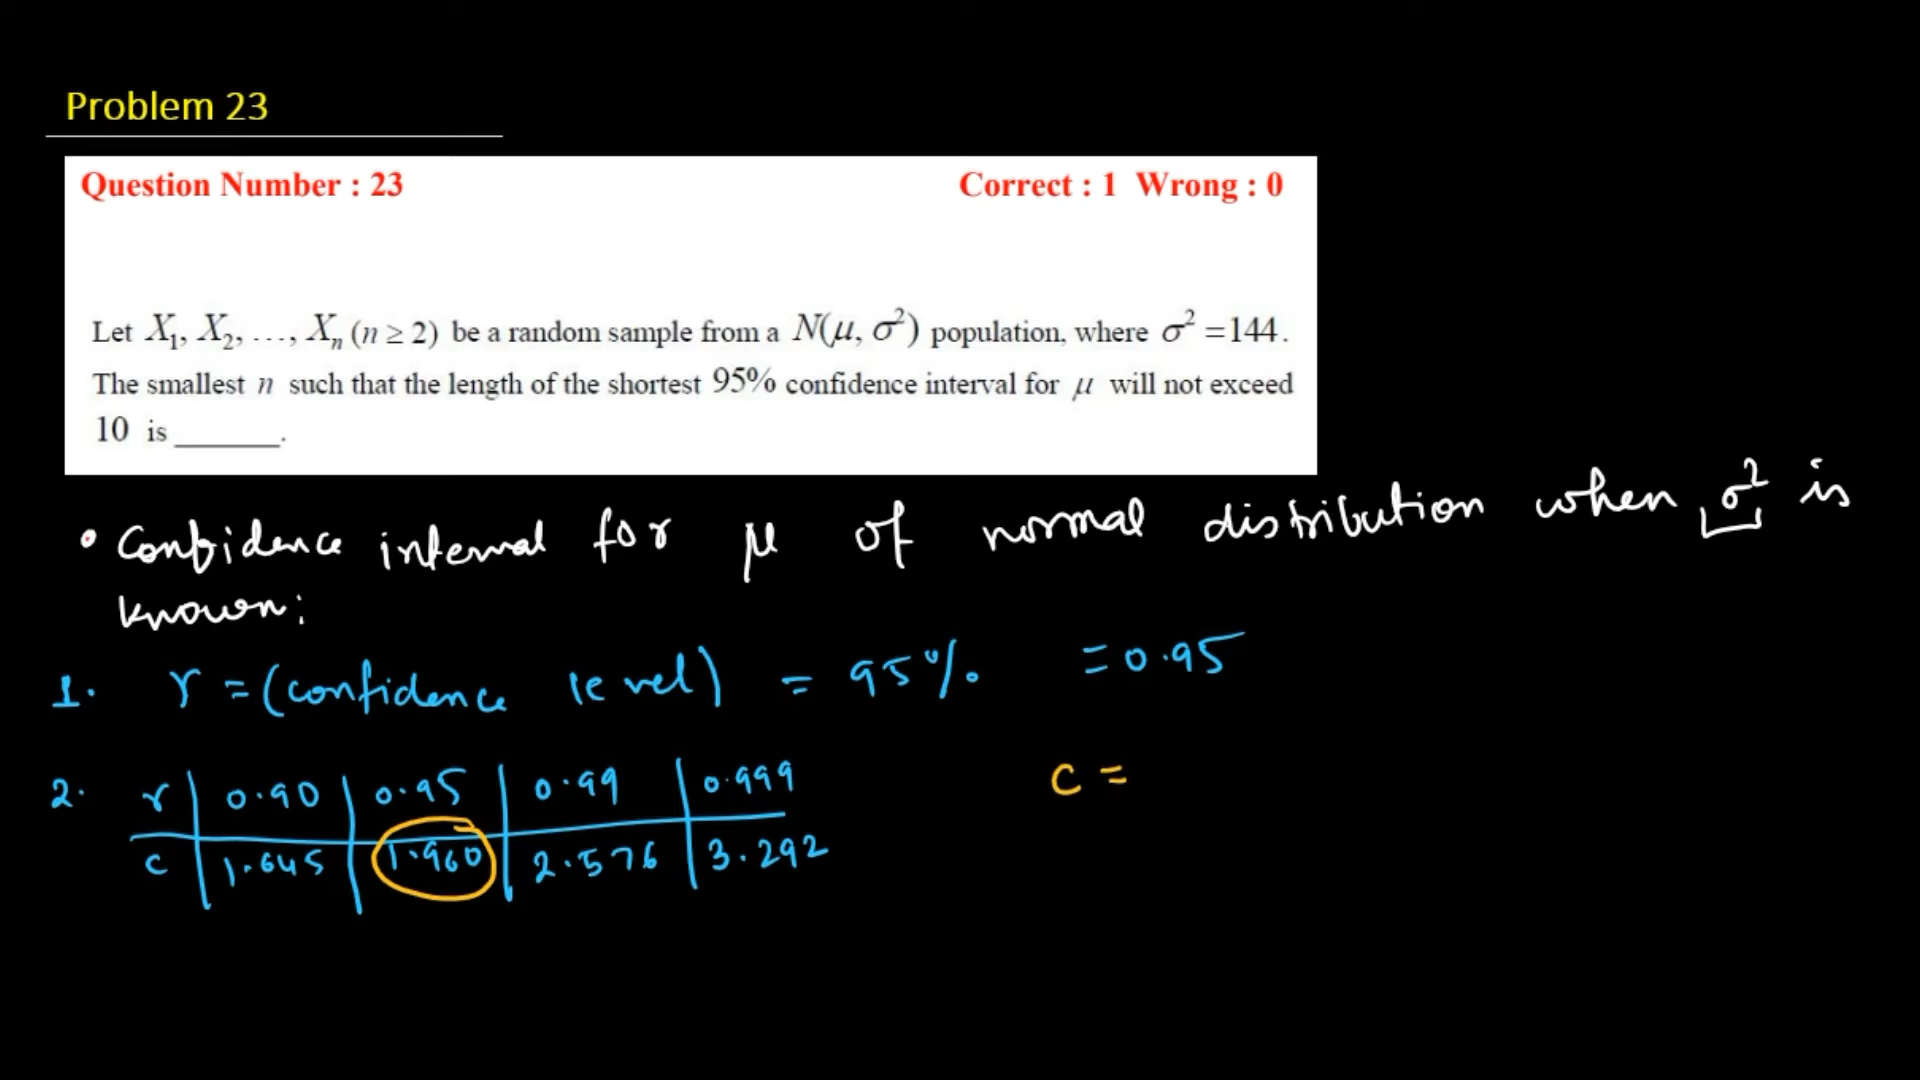 Problem 23
Question Number : 23 Correct : 1 Wrong : 0
Let X₁, X₂, ..., Xₙ (n ≥ 2) be a random sample from a N(μ, σ²) population, where σ² = 144.
The smallest n such that the length of the shortest 95% confidence interval for μ will not exceed
10 is ______.
• Confidence interval for μ of normal distribution when σ² is
known:
1. γ = (confidence level) = 95% = 0.95
2. γ | 0.90 | 0.95 | 0.99 | 0.999 c =
c | 1.645 | 1.960 | 2.576 | 3.292